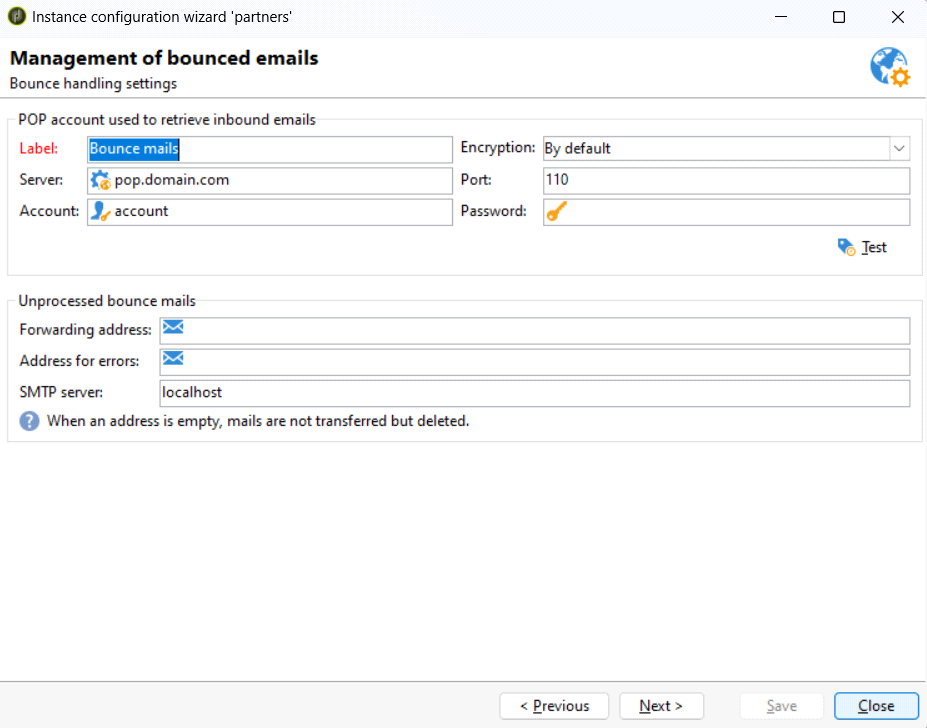 Instance configuration wizard 'partners'
Management of bounced emails
Bounce handling settings
POP account used to retrieve inbound emails
Label: Bounce mails Encryption: By default
Server: pop.domain.com Port: 110
Account: account Password:
Test
Unprocessed bounce mails
Forwarding address:
Address for errors:
SMTP server: localhost
? When an address is empty, mails are not transferred but deleted.
< Previous Next > Save Close